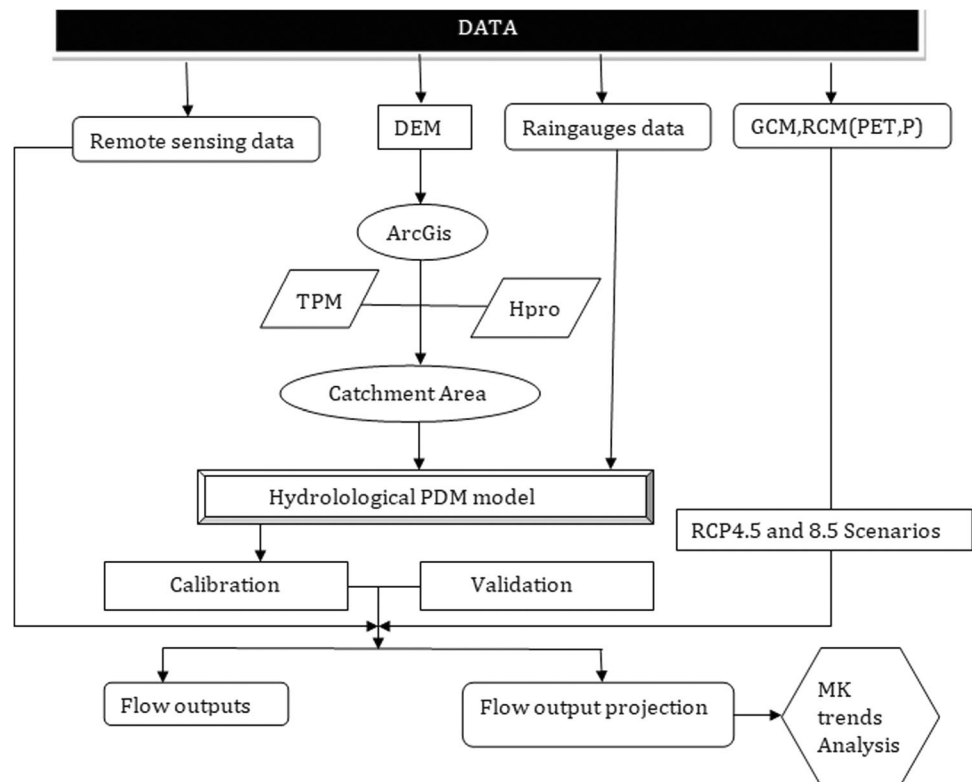 DATA
Remote sensing data
DEM
Raingauges data
GCM,RCM(PET,P)
ArcGis
TPM
Hpro
Catchment Area
Hydrolological PDM model
RCP4.5 and 8.5 Scenarios
Calibration
Validation
Flow outputs
Flow output projection
MK
trends
Analysis